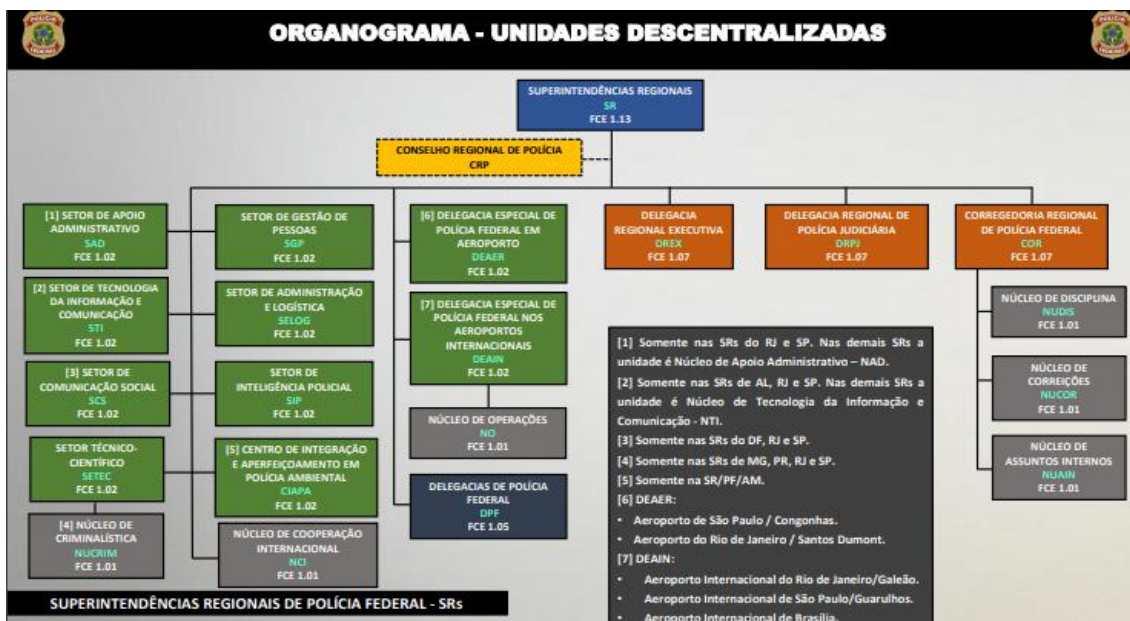 ORGANOGRAMA - UNIDADES DESCENTRALIZADAS
SUPERINTENDÊNCIAS REGIONAIS
SR
FCE 1.13
CONSELHO REGIONAL DE POLÍCIA
CRP
[1] SETOR DE APOIO
ADMINISTRATIVO
SAD
FCE 1.02
SETOR DE GESTÃO DE
PESSOAS
SGP
FCE 1.02
[6] DELEGACIA ESPECIAL DE
POLÍCIA FEDERAL EM
AEROPORTO
DEAER
FCE 1.02
DELEGACIA
REGIONAL EXECUTIVA
DREX
FCE 1.07
DELEGACIA REGIONAL DE
POLÍCIA JUDICIÁRIA
DRPJ
FCE 1.07
CORREGEDORIA REGIONAL
DE POLÍCIA FEDERAL
COR
FCE 1.07
[2] SETOR DE TECNOLOGIA
DA INFORMAÇÃO E
COMUNICAÇÃO
STI
FCE 1.02
SETOR DE ADMINISTRAÇÃO
E LOGÍSTICA
SELOG
FCE 1.02
[7] DELEGACIA ESPECIAL DE
POLÍCIA FEDERAL NOS
AEROPORTOS
INTERNACIONAIS
DEAIN
FCE 1.02
NÚCLEO DE DISCIPLINA
NUDIS
FCE 1.01
[3] SETOR DE
COMUNICAÇÃO SOCIAL
SCS
FCE 1.02
SETOR DE
INTELIGÊNCIA POLICIAL
SIP
FCE 1.02
NÚCLEO DE OPERAÇÕES
NO
FCE 1.01
NÚCLEO DE
CORREIÇÕES
NUCOR
FCE 1.01
SETOR TÉCNICO-
CIENTÍFICO
SETEC
FCE 1.02
[5] CENTRO DE INTEGRAÇÃO
E APERFEIÇOAMENTO EM
POLÍCIA AMBIENTAL
CIAPA
FCE 1.02
DELEGACIAS DE POLÍCIA
FEDERAL
DPF
FCE 1.05
NÚCLEO DE
ASSUNTOS INTERNOS
NUAIN
FCE 1.01
[4] NÚCLEO DE
CRIMINALÍSTICA
NUCRIM
FCE 1.01
NÚCLEO DE COOPERAÇÃO
INTERNACIONAL
NCI
FCE 1.01
[1] Somente nas SRs do RJ e SP. Nas demais SRs a
unidade é Núcleo de Apoio Administrativo – NAD.
[2] Somente nas SRs de AL, RJ e SP. Nas demais SRs a
unidade é Núcleo de Tecnologia da Informação e
Comunicação - NTI.
[3] Somente nas SRs do DF, RJ e SP.
[4] Somente nas SRs de MG, PR, RJ e SP.
[5] Somente na SR/PF/AM.
[6] DEAER:
• Aeroporto de São Paulo / Congonhas.
• Aeroporto do Rio de Janeiro / Santos Dumont.
[7] DEAIN:
• Aeroporto Internacional do Rio de Janeiro/Galeão.
• Aeroporto Internacional de São Paulo/Guarulhos.
• Aeroporto Internacional de Brasília.
SUPERINTENDÊNCIAS REGIONAIS DE POLÍCIA FEDERAL - SRs